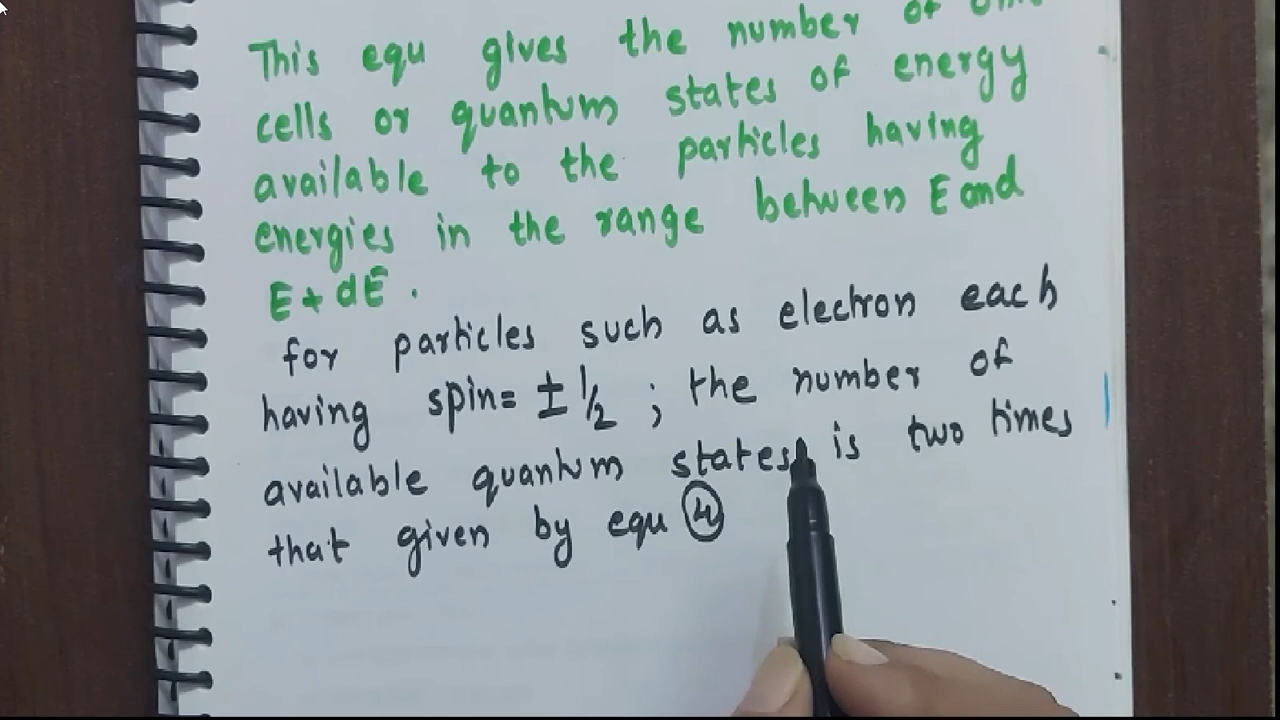 This equ gives the number of
cells or quantum states of energy
available to the particles having
energies in the range between E and
E + dE .
for particles such as electron each
having spin= ± 1/2 ; the number of
available quantum states is two times
that given by equ ④